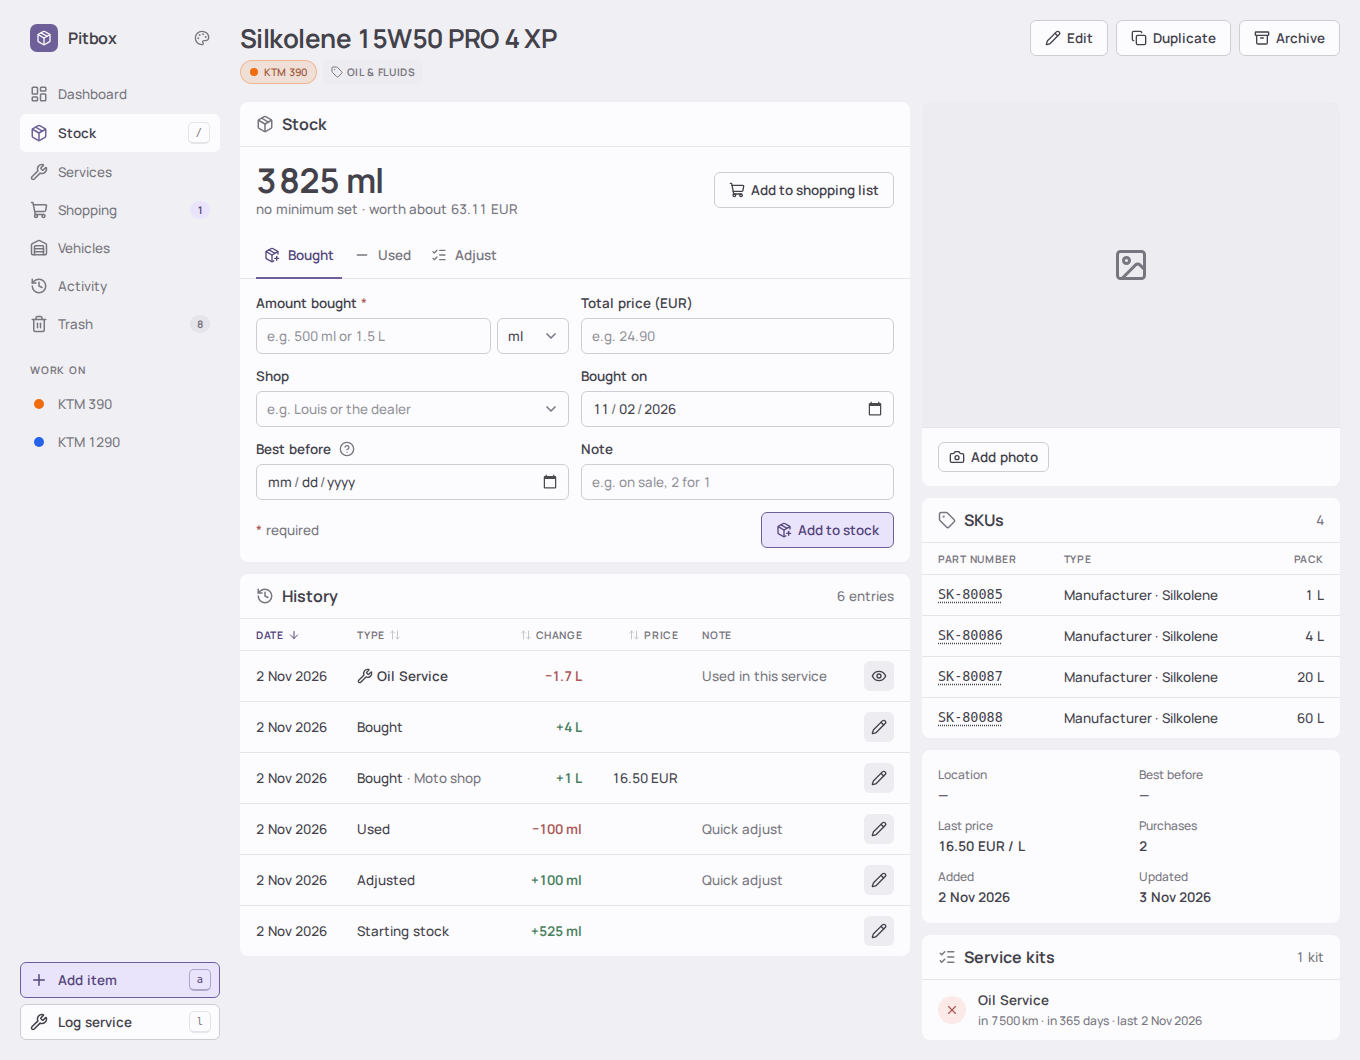 Pitbox
Dashboard
Stock /
Services
Shopping 1
Vehicles
Activity
Trash 8
WORK ON
KTM 390
KTM 1290
Add item a
Log service l
Silkolene 15W50 PRO 4 XP
KTM 390 OIL & FLUIDS
Edit Duplicate Archive
Stock
3 825 ml
no minimum set · worth about 63.11 EUR
Add to shopping list
Bought Used Adjust
Amount bought * Total price (EUR)
e.g. 500 ml or 1.5 L ml e.g. 24.90
Shop Bought on
e.g. Louis or the dealer 11/02/2026
Best before Note
mm/dd/yyyy e.g. on sale, 2 for 1
* required Add to stock
History 6 entries
DATE TYPE CHANGE PRICE NOTE
2 Nov 2026 Oil Service −1.7 L Used in this service
2 Nov 2026 Bought +4 L
2 Nov 2026 Bought · Moto shop +1 L 16.50 EUR
2 Nov 2026 Used −100 ml Quick adjust
2 Nov 2026 Adjusted +100 ml Quick adjust
2 Nov 2026 Starting stock +525 ml
Add photo
SKUs 4
PART NUMBER TYPE PACK
SK-80085 Manufacturer · Silkolene 1 L
SK-80086 Manufacturer · Silkolene 4 L
SK-80087 Manufacturer · Silkolene 20 L
SK-80088 Manufacturer · Silkolene 60 L
Location Best before
— —
Last price Purchases
16.50 EUR / L 2
Added Updated
2 Nov 2026 3 Nov 2026
Service kits 1 kit
Oil Service
in 7 500 km · in 365 days · last 2 Nov 2026